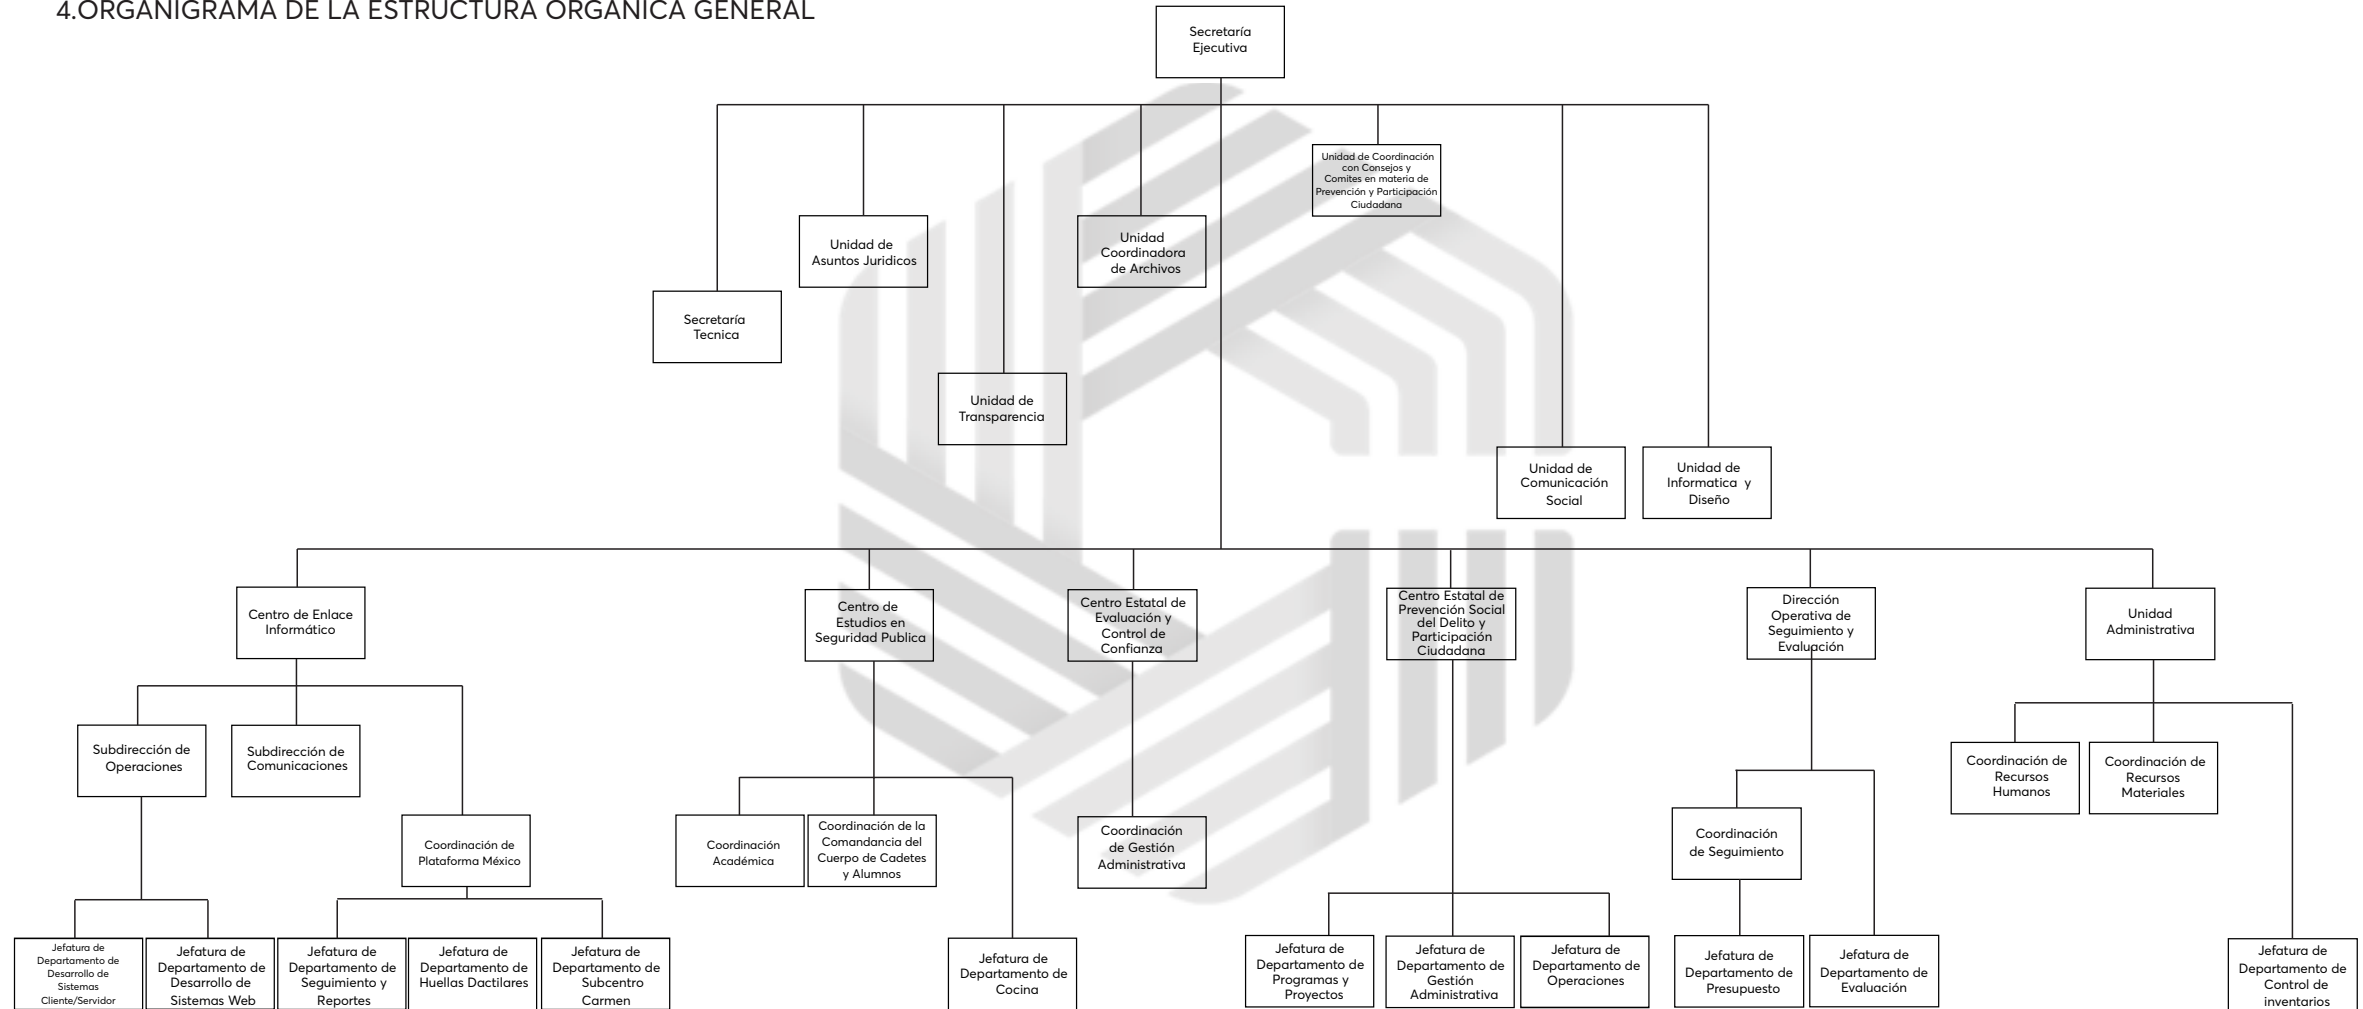 4.ORGANIGRAMA DE LA ESTRUCTURA ORGÁNICA GENERAL
Secretaría
Ejecutiva
Unidad de Coordinación
con Consejos y
Comites en materia de
Prevención y Participación
Ciudadana
Unidad de
Asuntos Juridicos
Unidad
Coordinadora
de Archivos
Secretaría
Tecnica
Unidad de
Transparencia
Unidad de
Comunicación
Social
Unidad de
Informatica y
Diseño
Centro de Enlace
Informático
Centro de
Estudios en
Seguridad Publica
Centro Estatal de
Evaluación y
Control de
Confianza
Centro Estatal de
Prevención Social
del Delito y
Participación
Ciudadana
Dirección
Operativa de
Seguimiento y
Evaluación
Unidad
Administrativa
Subdirección de
Operaciones
Subdirección de
Comunicaciones
Coordinación de
Recursos
Humanos
Coordinación de
Recursos
Materiales
Coordinación de
Plataforma México
Coordinación
Académica
Coordinación de la
Comandancia del
Cuerpo de Cadetes
y Alumnos
Coordinación
de Gestión
Administrativa
Coordinación
de Seguimiento
Jefatura de
Departamento de
Desarrollo de
Sistemas
Cliente/Servidor
Jefatura de
Departamento de
Desarrollo de
Sistemas Web
Jefatura de
Departamento de
Seguimiento y
Reportes
Jefatura de
Departamento de
Huellas Dactilares
Jefatura de
Departamento de
Subcentro
Carmen
Jefatura de
Departamento de
Cocina
Jefatura de
Departamento de
Programas y
Proyectos
Jefatura de
Departamento de
Gestión
Administrativa
Jefatura de
Departamento de
Operaciones
Jefatura de
Departamento de
Presupuesto
Jefatura de
Departamento de
Evaluación
Jefatura de
Departamento de
Control de
inventarios